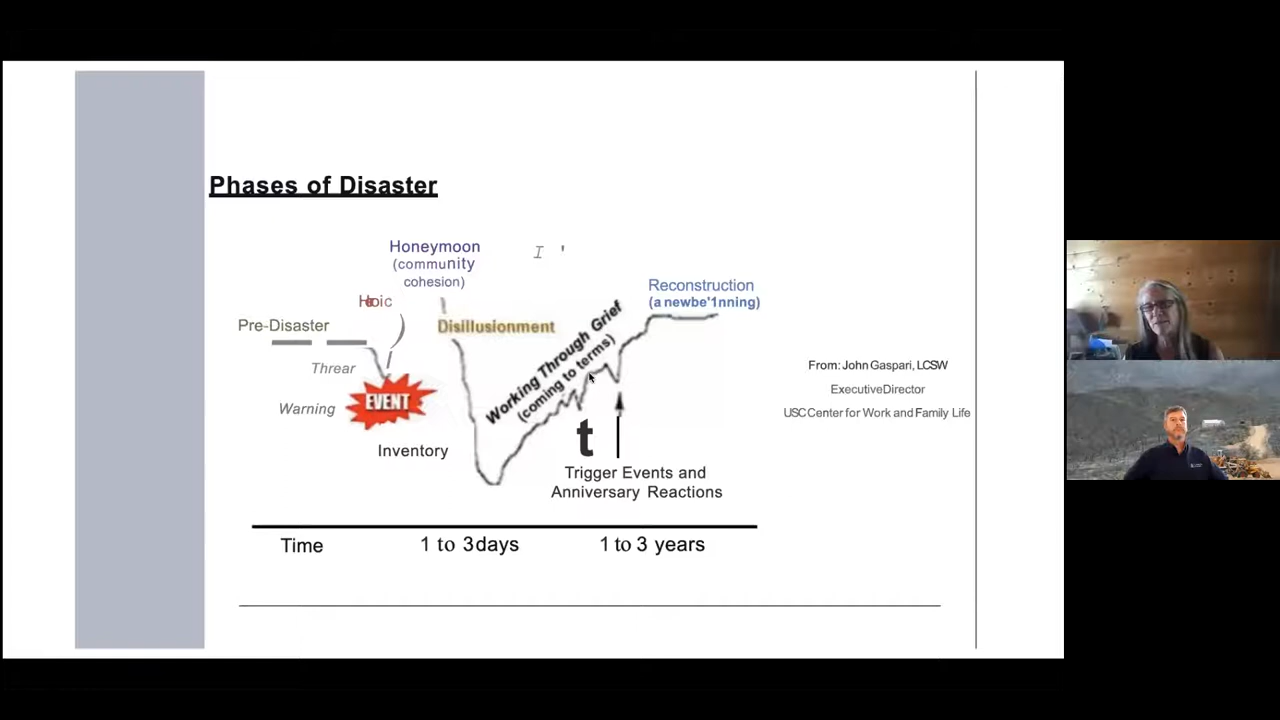 Phases of Disaster
Honeymoon
(community
cohesion)
I '
Reconstruction
(a newbe'1nning)
Pre-Disaster
Disillusionment
Threar
Warning
EVENT
Working Through Grief
(coming to terms)
Inventory
t
Trigger Events and
Anniversary Reactions
From: John Gaspari, LCSW
ExecutiveDirector
USC Center for Work and Family Life
Time
1 to 3days
1 to 3 years